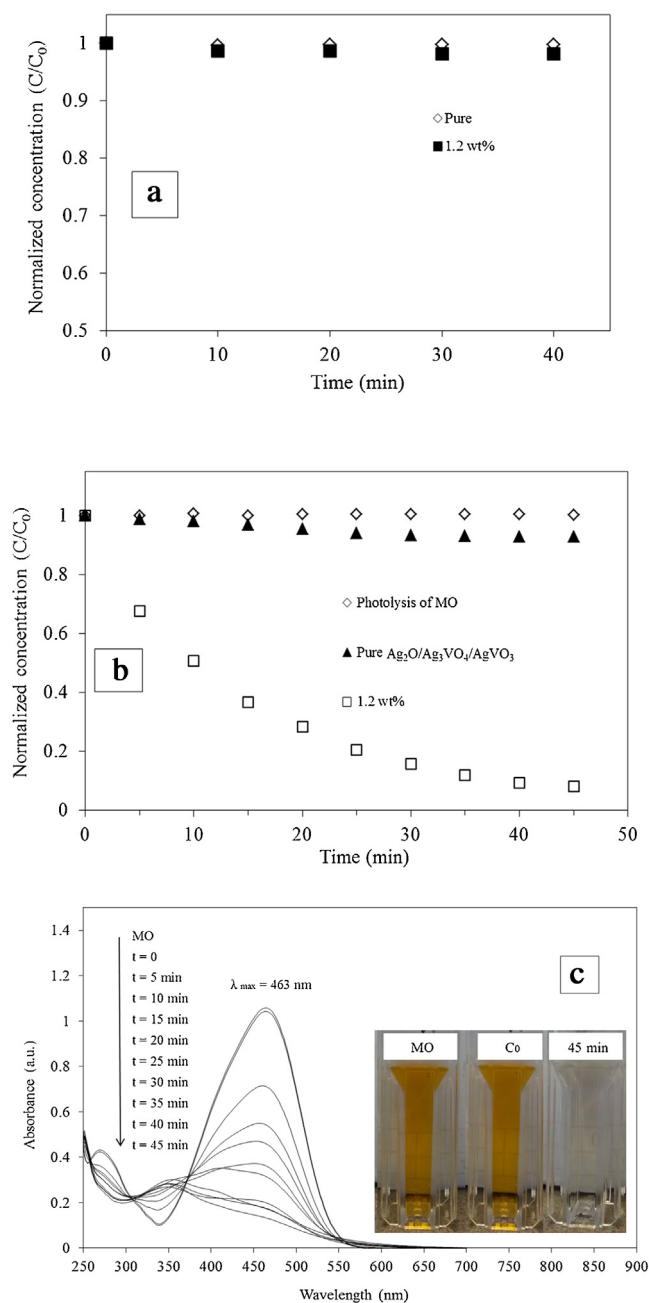 1
0.9
0.8
0.7
0.6
0.5
Normalized concentration (C/C₀)
Pure
1.2 wt%
a
0 10 20 30 40
Time (min)
1
0.8
0.6
0.4
0.2
0
Normalized concentration (C/C₀)
Photolysis of MO
Pure Ag₂O/Ag₃VO₄/AgVO₃
1.2 wt%
b
0 10 20 30 40 50
Time (min)
1.4
1.2
1
0.8
0.6
0.4
0.2
0
Absorbance (a.u.)
MO
t = 0
t = 5 min
t = 10 min
t = 15 min
t = 20 min
t = 25 min
t = 30 min
t = 35 min
t = 40 min
t = 45 min
λ max = 463 nm
c
MO C₀ 45 min
250 300 350 400 450 500 550 600 650 700 750 800 850 900
Wavelength (nm)